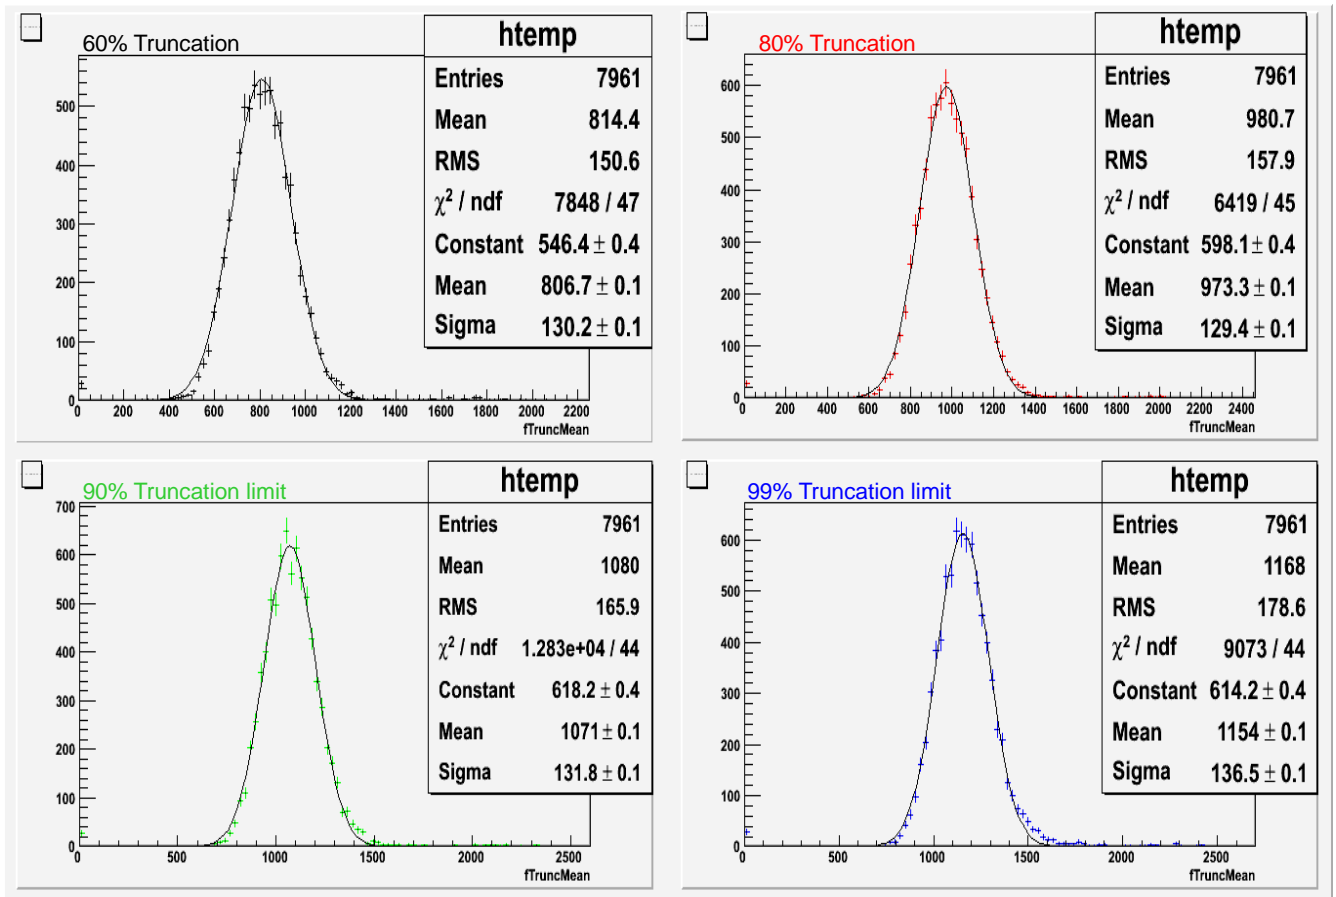 60% Truncation
htemp
Entries 7961
Mean 814.4
RMS 150.6
χ² / ndf 7848 / 47
Constant 546.4 ± 0.4
Mean 806.7 ± 0.1
Sigma 130.2 ± 0.1
500
400
300
200
100
0
0 200 400 600 800 1000 1200 1400 1600 1800 2000 2200
fTruncMean
80% Truncation
htemp
Entries 7961
Mean 980.7
RMS 157.9
χ² / ndf 6419 / 45
Constant 598.1 ± 0.4
Mean 973.3 ± 0.1
Sigma 129.4 ± 0.1
600
500
400
300
200
100
0
0 200 400 600 800 1000 1200 1400 1600 1800 2000 2200 2400
fTruncMean
90% Truncation limit
htemp
Entries 7961
Mean 1080
RMS 165.9
χ² / ndf 1.283e+04 / 44
Constant 618.2 ± 0.4
Mean 1071 ± 0.1
Sigma 131.8 ± 0.1
700
600
500
400
300
200
100
0
0 500 1000 1500 2000 2500
fTruncMean
99% Truncation limit
htemp
Entries 7961
Mean 1168
RMS 178.6
χ² / ndf 9073 / 44
Constant 614.2 ± 0.4
Mean 1154 ± 0.1
Sigma 136.5 ± 0.1
600
500
400
300
200
100
0
0 500 1000 1500 2000 2500
fTruncMean